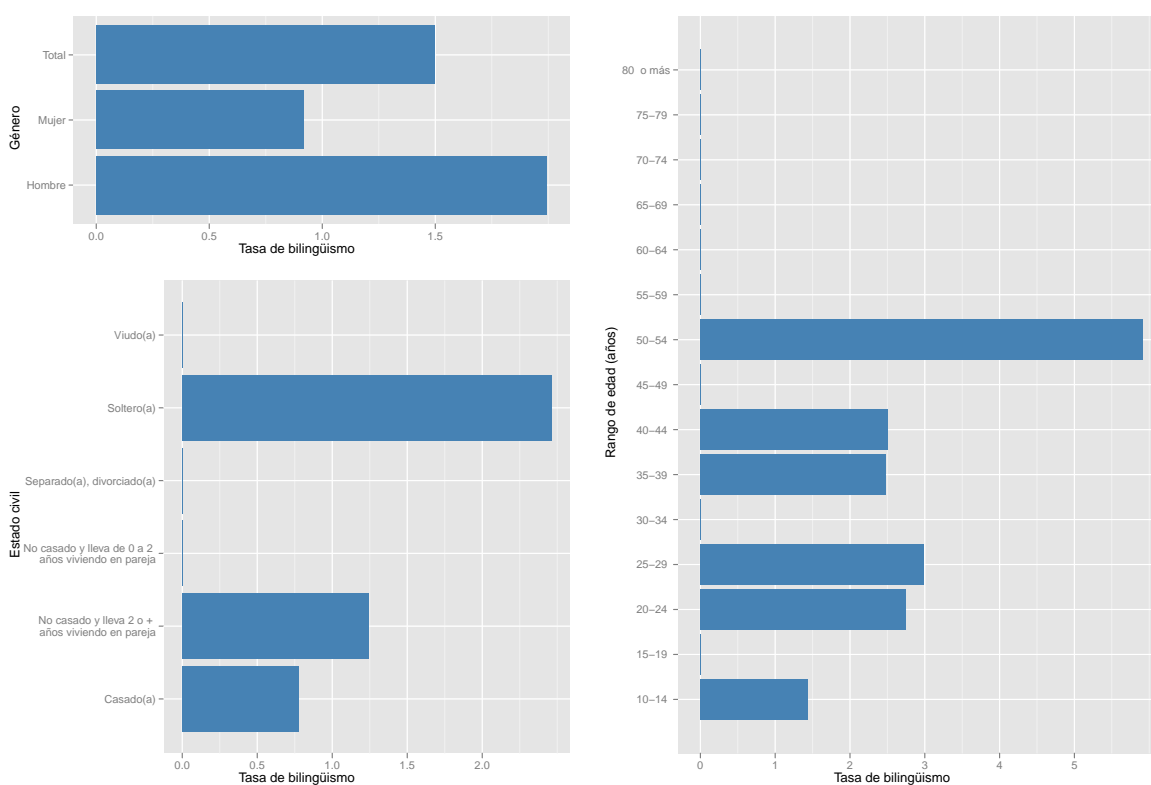 Género
Total
Mujer
Hombre
0.0 0.5 1.0 1.5
Tasa de bilingüismo
Estado civil
Viudo(a)
Soltero(a)
Separado(a), divorciado(a)
No casado y lleva de 0 a 2
años viviendo en pareja
No casado y lleva 2 o +
años viviendo en pareja
Casado(a)
0.0 0.5 1.0 1.5 2.0
Tasa de bilingüismo
Rango de edad (años)
80 o más
75−79
70−74
65−69
60−64
55−59
50−54
45−49
40−44
35−39
30−34
25−29
20−24
15−19
10−14
0 1 2 3 4 5
Tasa de bilingüismo